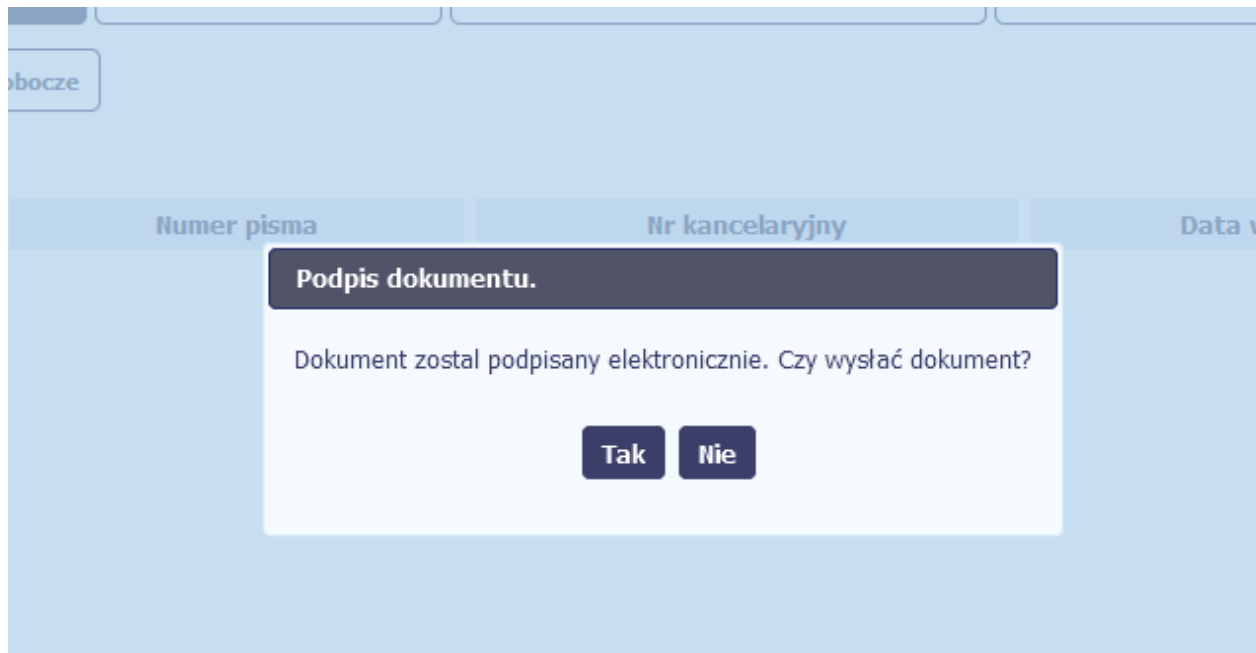 obocze
Numer pisma Nr kancelaryjny Data
Podpis dokumentu.
Dokument zostal podpisany elektronicznie. Czy wysłać dokument?
Tak Nie